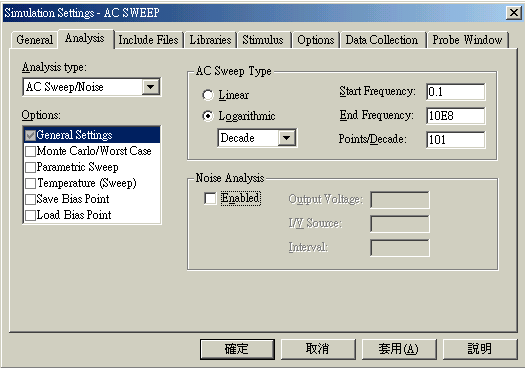 Simulation Settings - AC SWEEP
General Analysis Include Files Libraries Stimulus Options Data Collection Probe Window
Analysis type:
AC Sweep/Noise
Options:
General Settings
Monte Carlo/Worst Case
Parametric Sweep
Temperature (Sweep)
Save Bias Point
Load Bias Point
AC Sweep Type
Linear
Logarithmic
Decade
Start Frequency: 0.1
End Frequency: 10E8
Points/Decade: 101
Noise Analysis
Enabled
Output Voltage:
I/V Source:
Interval:
確定 取消 套用(A) 說明